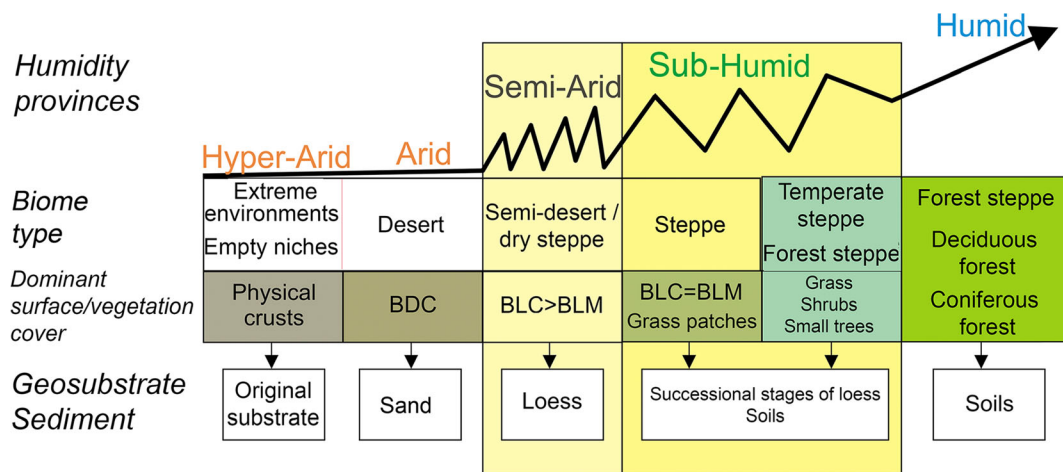 Humidity
provinces
Hyper-Arid
Arid
Semi-Arid
Sub-Humid
Humid
Biome
type
Extreme
environments
Empty niches
Desert
Semi-desert /
dry steppe
Steppe
Temperate
steppe
Forest steppe
Forest steppe
Deciduous
forest
Coniferous
forest
Dominant
surface/vegetation
cover
Physical
crusts
BDC
BLC>BLM
BLC=BLM
Grass patches
Grass
Shrubs
Small trees
Geosubstrate
Sediment
Original
substrate
Sand
Loess
Successional stages of loess
Soils
Soils